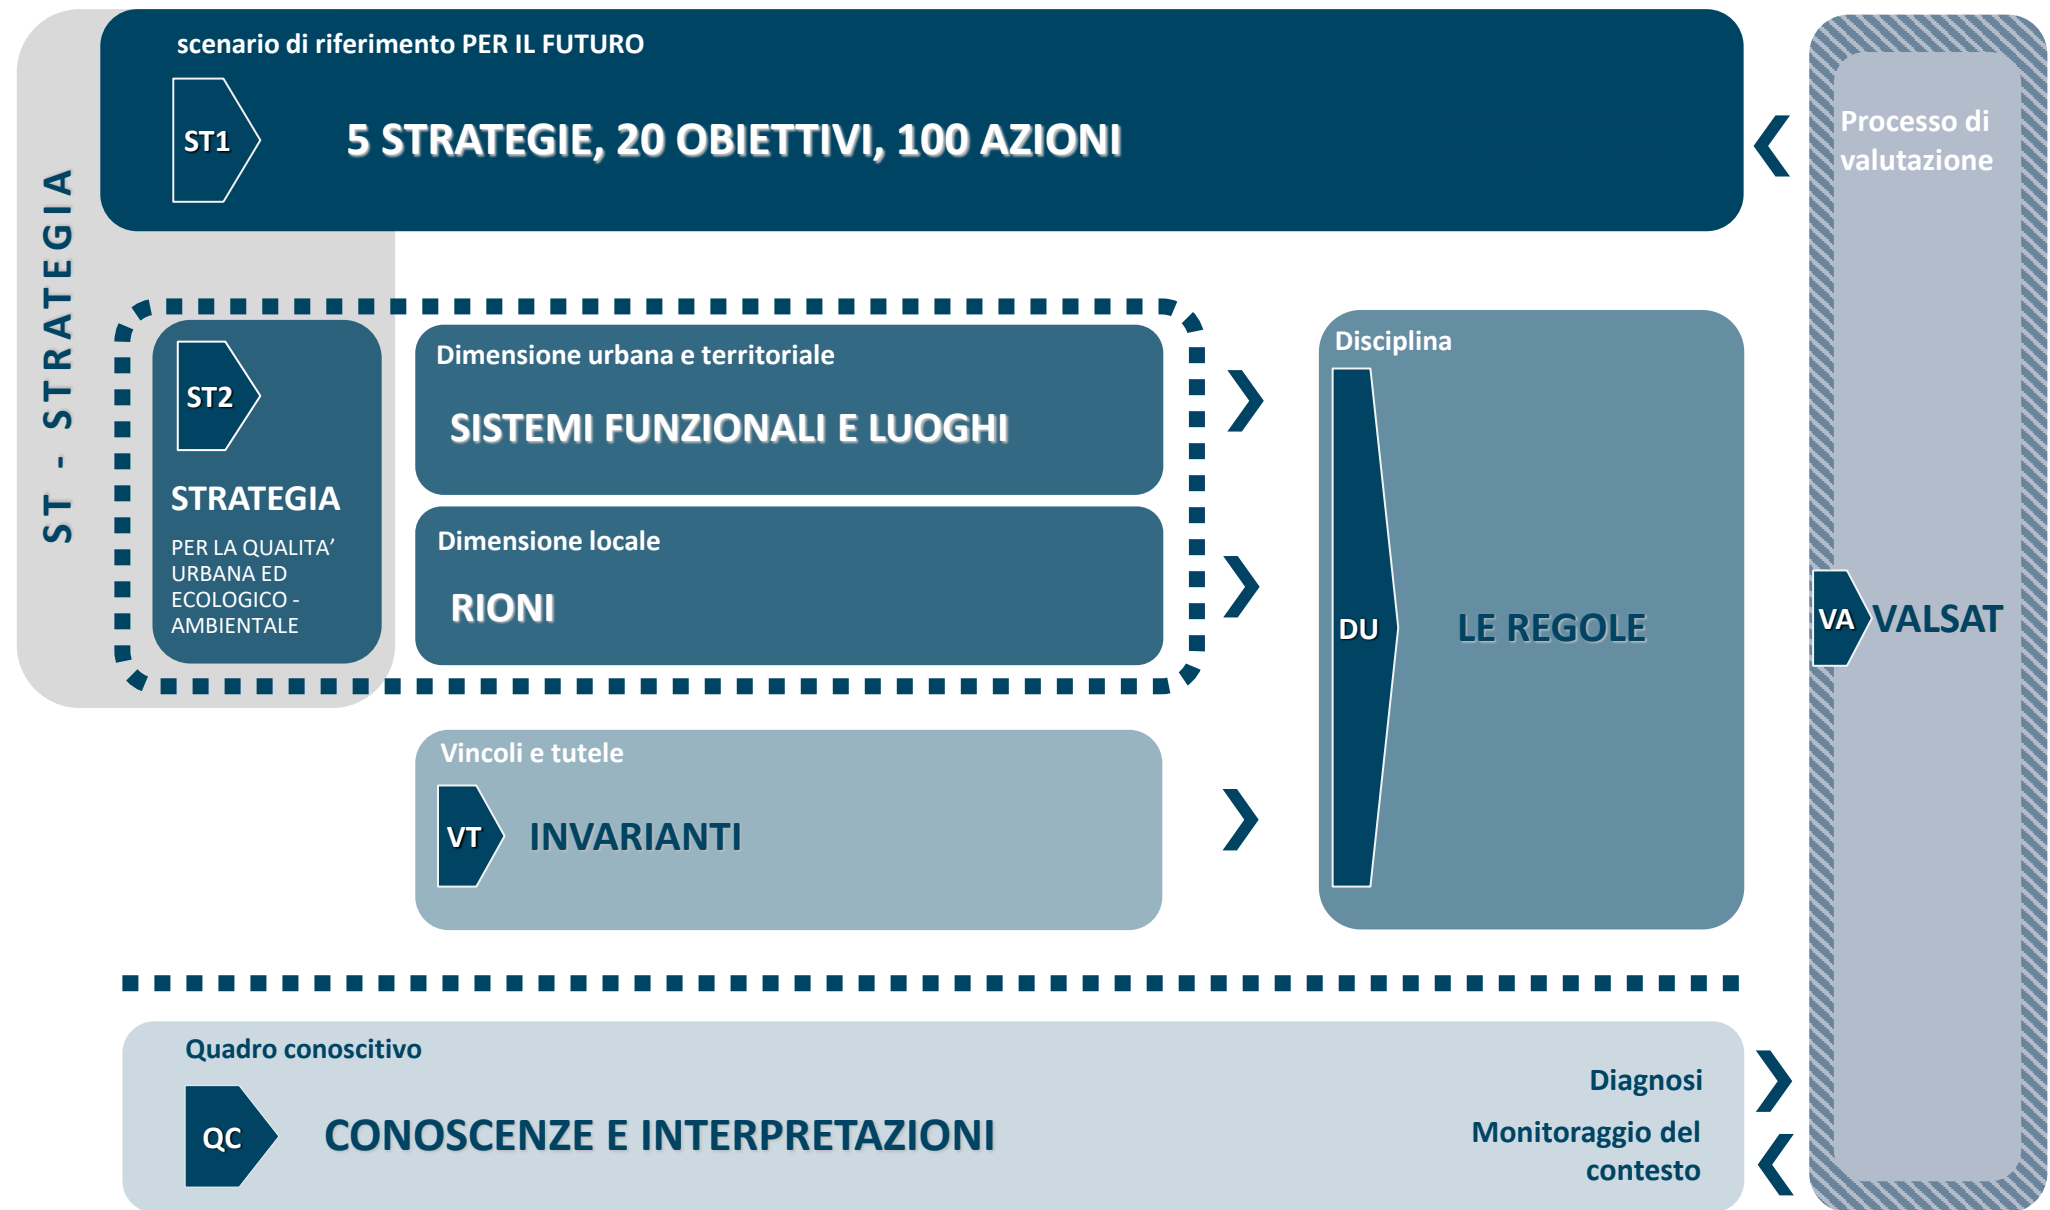 scenario di riferimento PER IL FUTURO
ST1
5 STRATEGIE, 20 OBIETTIVI, 100 AZIONI
Processo di
valutazione
ST - STRATEGIA
ST2
STRATEGIA
PER LA QUALITA’
URBANA ED
ECOLOGICO -
AMBIENTALE
Dimensione urbana e territoriale
SISTEMI FUNZIONALI E LUOGHI
Dimensione locale
RIONI
Disciplina
DU
LE REGOLE
VA
VALSAT
Vincoli e tutele
VT
INVARIANTI
Quadro conoscitivo
QC
CONOSCENZE E INTERPRETAZIONI
Diagnosi
Monitoraggio del
contesto